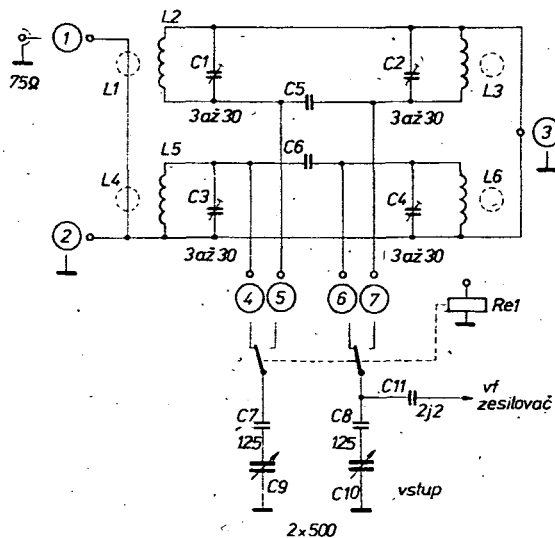 L2
1
C1
C2
75Ω
L1
C5
L3
3až30
3až30
3
L5
C6
L4
L6
C3
C4
2
3až30
3až30
4
5
6
7
Re1
C11
vf
C7
C8
2j2
zesilovač
125
125
C9
C10
vstup
2×500